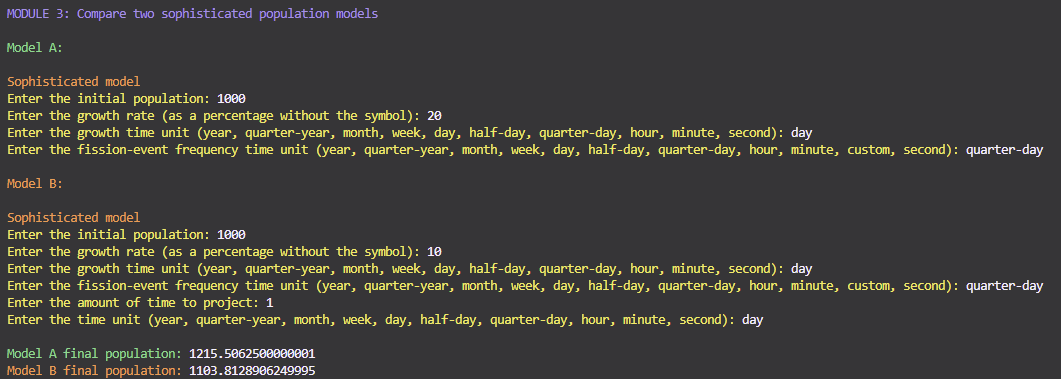 MODULE 3: Compare two sophisticated population models
Model A:
Sophisticated model
Enter the initial population: 1000
Enter the growth rate (as a percentage without the symbol): 20
Enter the growth time unit (year, quarter-year, month, week, day, half-day, quarter-day, hour, minute, second): day
Enter the fission-event frequency time unit (year, quarter-year, month, week, day, half-day, quarter-day, hour, minute, custom, second): quarter-day
Model B:
Sophisticated model
Enter the initial population: 1000
Enter the growth rate (as a percentage without the symbol): 10
Enter the growth time unit (year, quarter-year, month, week, day, half-day, quarter-day, hour, minute, second): day
Enter the fission-event frequency time unit (year, quarter-year, month, week, day, half-day, quarter-day, hour, minute, custom, second): quarter-day
Enter the amount of time to project: 1
Enter the time unit (year, quarter-year, month, week, day, half-day, quarter-day, hour, minute, second): day
Model A final population: 1215.5062500000001
Model B final population: 1103.8128906249995